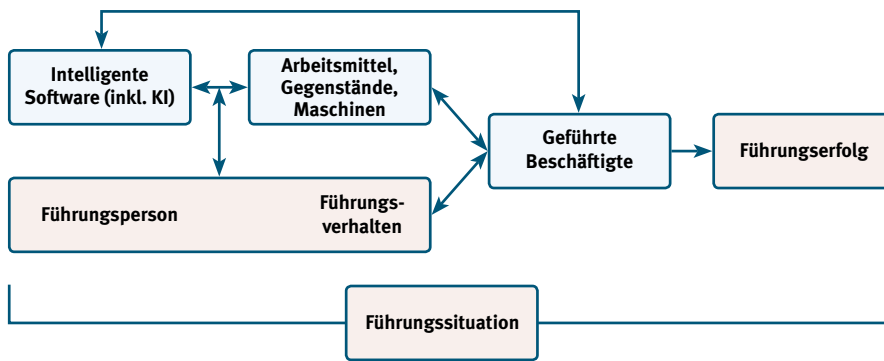 Intelligente
Software (inkl. KI)
Arbeitsmittel,
Gegenstände,
Maschinen
Geführte
Beschäftigte
Führungserfolg
Führungsperson
Führungs-
verhalten
Führungssituation